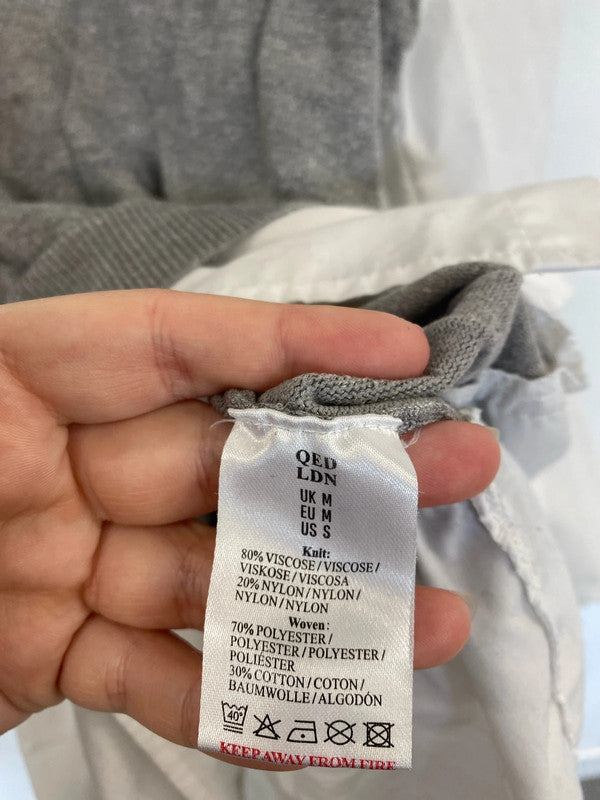 QED
LDN
UK M
EU M
US S
Knit:
80% VISCOSE/VISCOSE/
VISKOSE/VISCOSA
20% NYLON/NYLON/
NYLON/NYLON
Woven:
70% POLYESTER/
POLYESTER/POLYESTER/
POLIÉSTER
30% COTTON/COTON/
BAUMWOLLE/ALGODÓN
40°
KEEP AWAY FROM FIRE